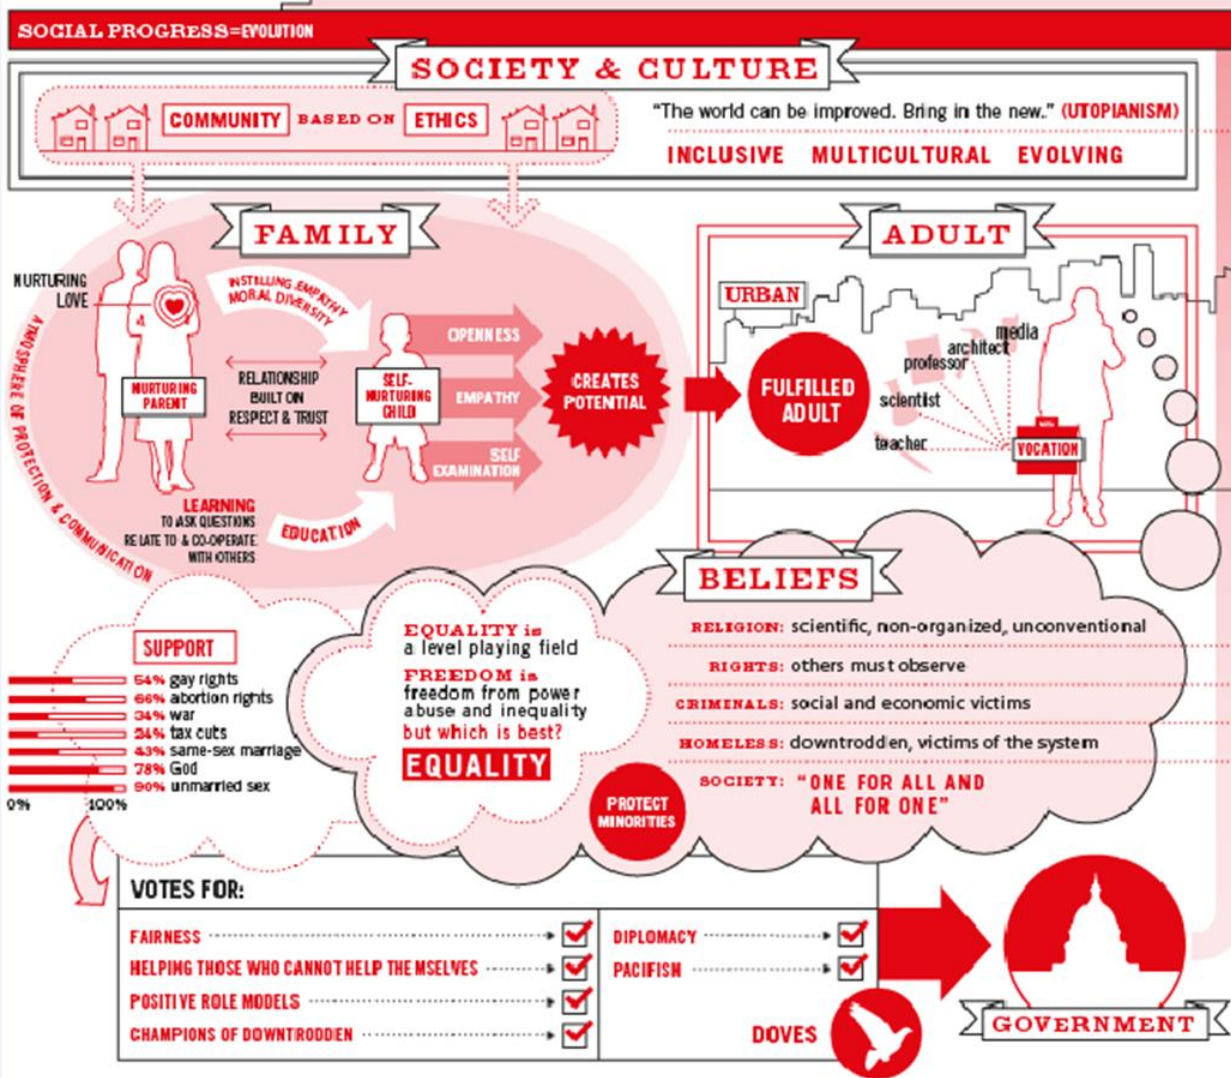 SOCIAL PROGRESS=EVOLUTION
SOCIETY & CULTURE
COMMUNITY BASED ON ETHICS
"The world can be improved. Bring in the new." (UTOPIANISM)
INCLUSIVE MULTICULTURAL EVOLVING
FAMILY
NURTURING
LOVE
INSTILLING EMPATHY
MORAL DIVERSITY
ATMOSPHERE OF PROTECTION & COMMUNICATION
NURTURING
PARENT
RELATIONSHIP
BUILT ON
RESPECT & TRUST
SELF-
NURTURING
CHILD
OPENNESS
EMPATHY
SELF
EXAMINATION
CREATES
POTENTIAL
LEARNING
TO ASK QUESTIONS
RELATE TO & CO-OPERATE
WITH OTHERS
EDUCATION
ADULT
URBAN
FULFILLED
ADULT
media
architect
professor
scientist
teacher
VOCATION
BELIEFS
RELIGION: scientific, non-organized, unconventional
RIGHTS: others must observe
CRIMINALS: social and economic victims
HOMELESS: downtrodden, victims of the system
SOCIETY: "ONE FOR ALL AND
ALL FOR ONE"
EQUALITY is
a level playing field
FREEDOM is
freedom from power
abuse and inequality
but which is best?
EQUALITY
PROTECT
MINORITIES
SUPPORT
54% gay rights
66% abortion rights
34% war
24% tax cuts
43% same-sex marriage
78% God
90% unmarried sex
0% 100%
VOTES FOR:
FAIRNESS
HELPING THOSE WHO CANNOT HELP THEMSELVES
POSITIVE ROLE MODELS
CHAMPIONS OF DOWNTRODDEN
DIPLOMACY
PACIFISM
DOVES
GOVERNMENT